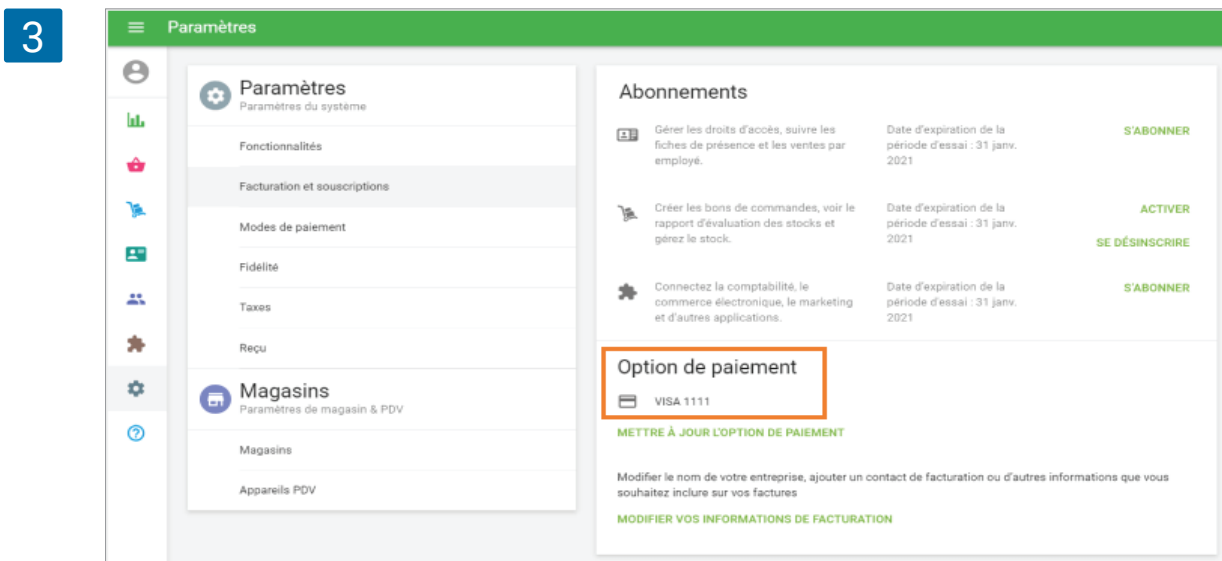 3
Paramètres
Paramètres
Paramètres du système
Fonctionnalités
Facturation et souscriptions
Modes de paiement
Fidélité
Taxes
Reçu
Magasins
Paramètres de magasin & PDV
Magasins
Appareils PDV
Abonnements
Gérer les droits d'accès, suivre les
fiches de présence et les ventes par
employé.
Date d'expiration de la
période d'essai : 31 janv.
2021
S'ABONNER
Créer les bons de commandes, voir le
rapport d'évaluation des stocks et
gérez le stock.
Date d'expiration de la
période d'essai : 31 janv.
2021
ACTIVER
SE DÉSINSCRIRE
Connectez la comptabilité, le
commerce électronique, le marketing
et d'autres applications.
Date d'expiration de la
période d'essai : 31 janv.
2021
S'ABONNER
Option de paiement
VISA 1111
METTRE À JOUR L'OPTION DE PAIEMENT
Modifier le nom de votre entreprise, ajouter un contact de facturation ou d'autres informations que vous
souhaitez inclure sur vos factures
MODIFIER VOS INFORMATIONS DE FACTURATION